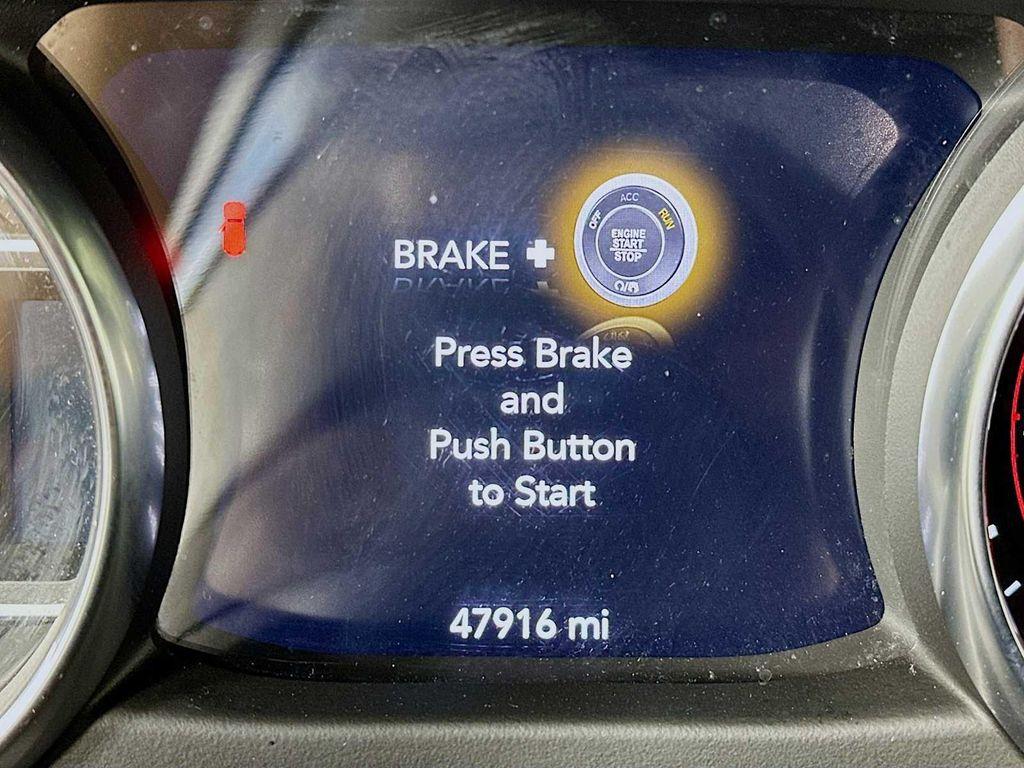 ACC
OFF
RUN
BRAKE +
ENGINE
START
STOP
Press Brake
and
Push Button
to Start
47916 mi